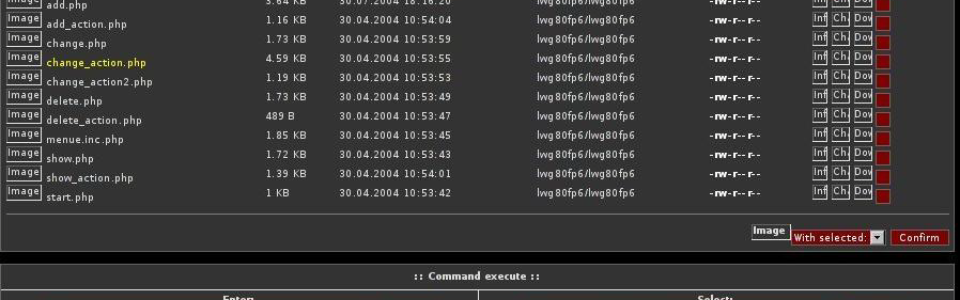 add.php 3.64 KB 30.07.2004 18:16:20 lwg80fp6/lwg80fp6 -rw-r--r--
Image add_action.php 1.16 KB 30.04.2004 10:54:04 lwg80fp6/lwg80fp6 -rw-r--r-- Inf Ch Dov
Image change.php 1.73 KB 30.04.2004 10:53:59 lwg80fp6/lwg80fp6 -rw-r--r-- Inf Ch Dov
Image change_action.php 4.59 KB 30.04.2004 10:53:55 lwg80fp6/lwg80fp6 -rw-r--r-- Inf Ch Dov
Image change_action2.php 1.19 KB 30.04.2004 10:53:53 lwg80fp6/lwg80fp6 -rw-r--r-- Inf Ch Dov
Image delete.php 1.73 KB 30.04.2004 10:53:49 lwg80fp6/lwg80fp6 -rw-r--r-- Inf Ch Dov
Image delete_action.php 489 B 30.04.2004 10:53:47 lwg80fp6/lwg80fp6 -rw-r--r-- Inf Ch Dov
Image menue.inc.php 1.85 KB 30.04.2004 10:53:45 lwg80fp6/lwg80fp6 -rw-r--r-- Inf Ch Dov
Image show.php 1.72 KB 30.04.2004 10:53:43 lwg80fp6/lwg80fp6 -rw-r--r-- Inf Ch Dov
Image show_action.php 1.39 KB 30.04.2004 10:54:01 lwg80fp6/lwg80fp6 -rw-r--r-- Inf Ch Dov
Image start.php 1 KB 30.04.2004 10:53:42 lwg80fp6/lwg80fp6 -rw-r--r-- Inf Ch Dov
Image With selected: Confirm
:: Command execute ::
Enter: Select: